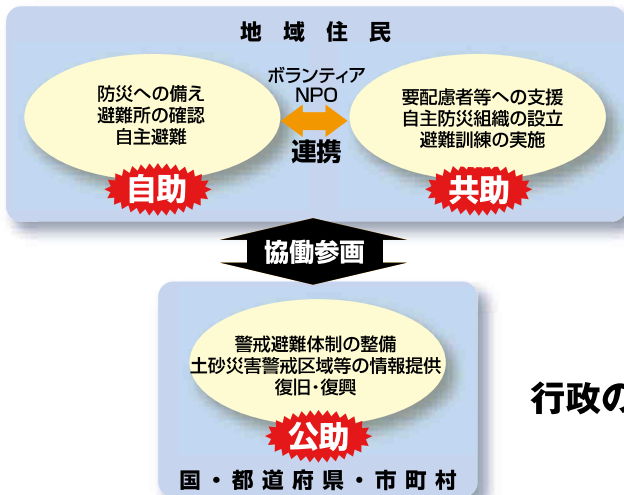 地域住民
防災への備え
避難所の確認
自主避難
自助
ボランティア
NPO
連携
要配慮者等への支援
自主防災組織の設立
避難訓練の実施
共助
協働参画
警戒避難体制の整備
土砂災害警戒区域等の情報提供
復旧・復興
公助
国・都道府県・市町村
行政の